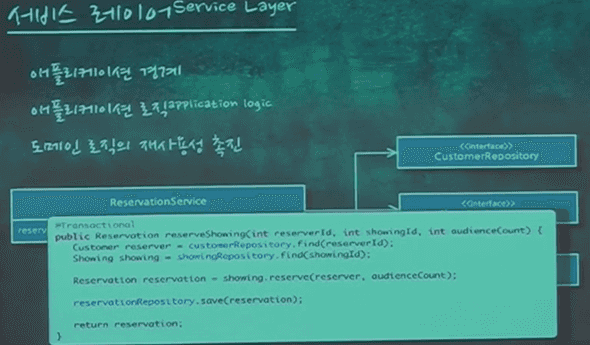 서비스 레이어Service Layer
애플리케이션 경계
애플리케이션 로직application logic
도메인 로직의 재사용성 촉진
<<interface>>
CustomerRepository
ReservationService
<<interface>>
reser
@Transactional
public Reservation reserveShowing(int reserverId, int showingId, int audienceCount) {
Customer reserver = customerRepository.find(reserverId);
Showing showing = showingRepository.find(showingId);
Reservation reservation = showing.reserve(reserver, audienceCount);
reservationRepository.save(reservation);
return reservation;
}